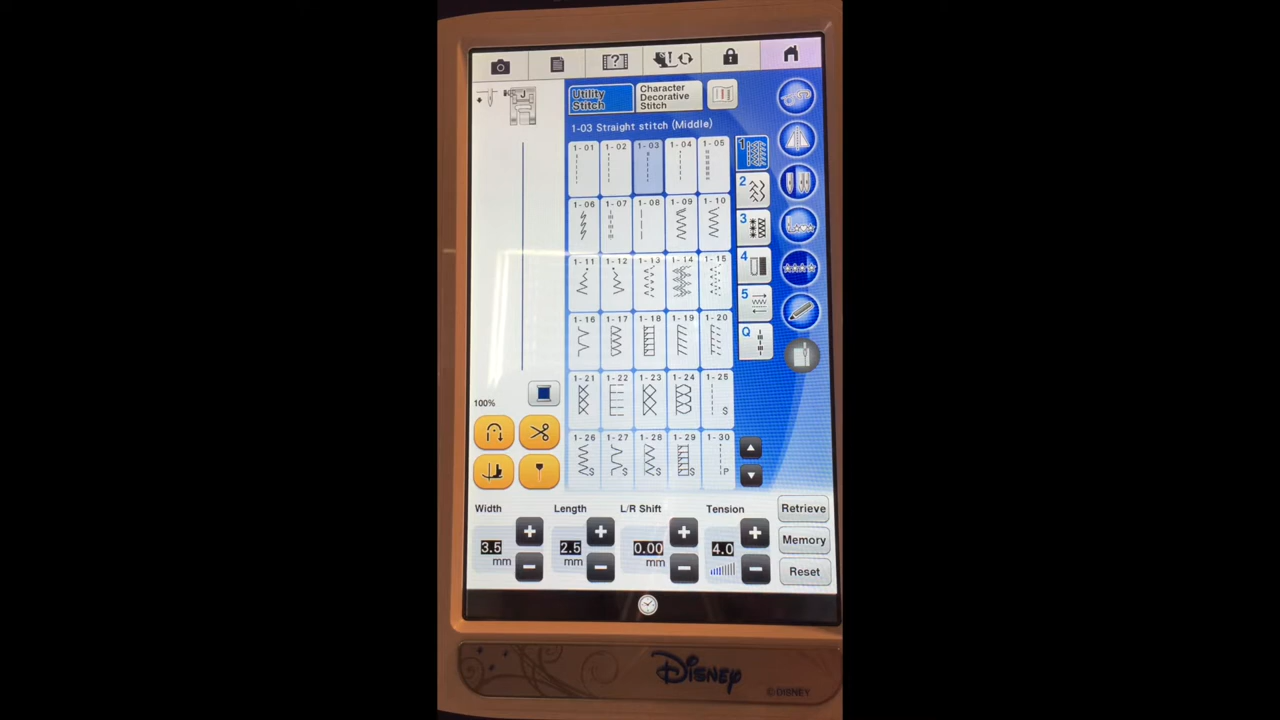 J
Utility
Stitch
Character
Decorative
Stitch
1-03 Straight stitch (Middle)
1-01 1-02 1-03 1-04 1-05
1-06 1-07 1-08 1-09 1-10
1-11 1-12 1-13 1-14 1-15
1-16 1-17 1-18 1-19 1-20
1-21 1-22 1-23 1-24 1-25
S
1-26 1-27 1-28 1-29 1-30
S S S S P
1
2
3
4
5
Q
100%
Width Length L/R Shift Tension
3.5 2.5 0.00 4.0
mm mm mm
Retrieve
Memory
Reset
Disney
©DISNEY